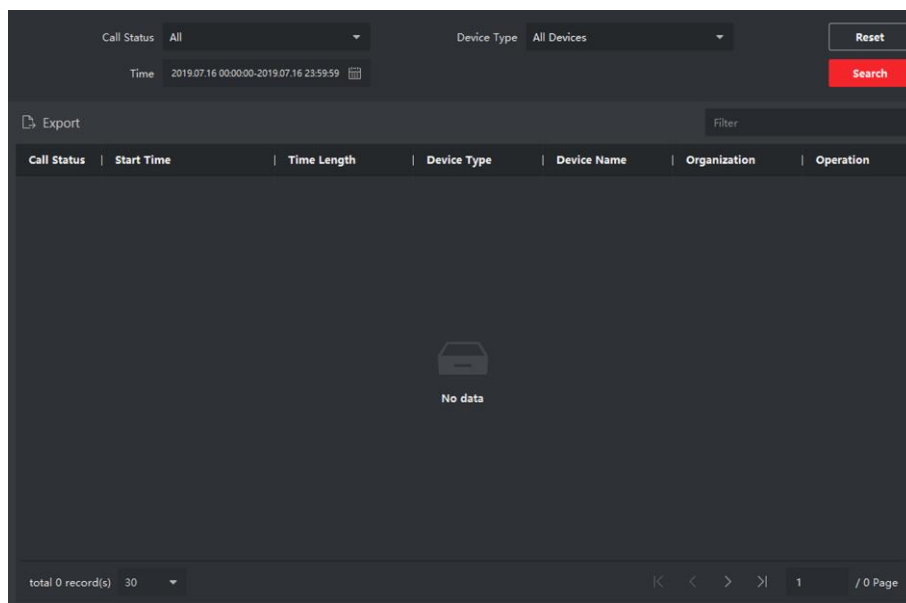 Call Status All Device Type All Devices Reset
Time 2019.07.16 00:00:00-2019.07.16 23:59:59 Search
Export Filter
Call Status | Start Time | Time Length | Device Type | Device Name | Organization | Operation
No data
total 0 record(s) 30 1 / 0 Page